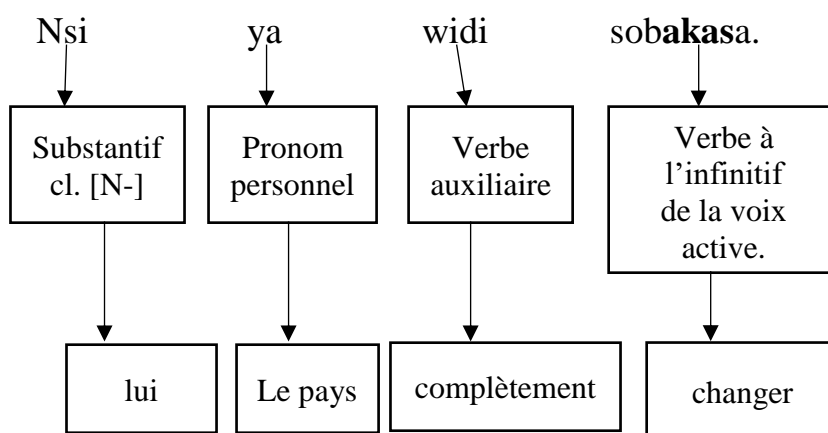 Nsi ya widi sobakasa.
Substantif
cl. [N-]
Pronom
personnel
Verbe
auxiliaire
Verbe à
l’infinitif
de la voix
active.
lui
Le pays
complètement
changer